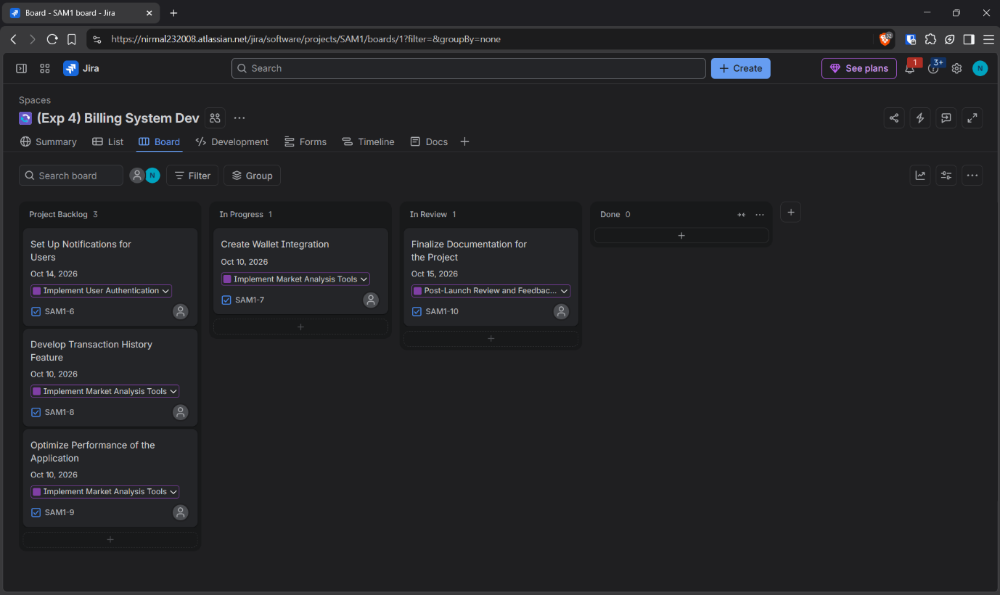 Board - SAM1 board - Jira
https://nirmal232008.atlassian.net/jira/software/projects/SAM1/boards/1?filter=&groupBy=none
32
Jira
Search
Create
See plans
1
3+
N
Spaces
(Exp 4) Billing System Dev
Summary
List
Board
Development
Forms
Timeline
Docs
Search board
N
Filter
Group
Project Backlog 3
Set Up Notifications for
Users
Oct 14, 2026
Implement User Authentication
SAM1-6
Develop Transaction History
Feature
Oct 10, 2026
Implement Market Analysis Tools
SAM1-8
Optimize Performance of the
Application
Oct 10, 2026
Implement Market Analysis Tools
SAM1-9
In Progress 1
Create Wallet Integration
Oct 10, 2026
Implement Market Analysis Tools
SAM1-7
In Review 1
Finalize Documentation for
the Project
Oct 15, 2026
Post-Launch Review and Feedbac...
SAM1-10
Done 0